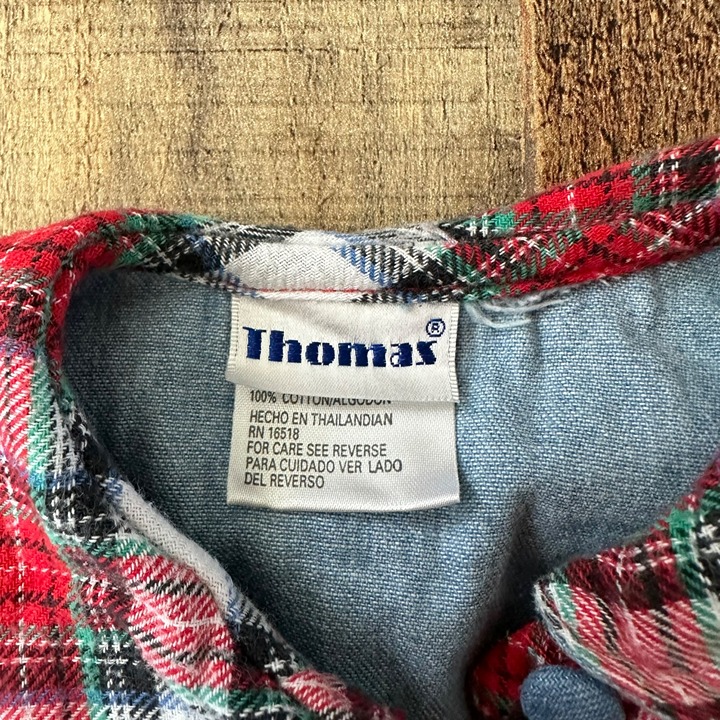 Thomas®
100% COTTON/ALGODON
HECHO EN THAILANDIAN
RN 16518
FOR CARE SEE REVERSE
PARA CUIDADO VER LADO
DEL REVERSO